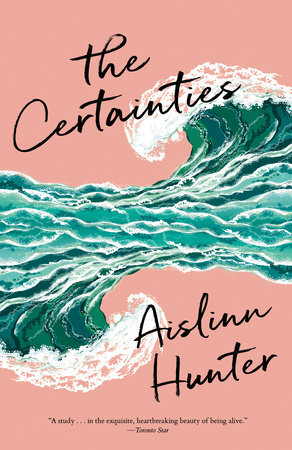 the
Certainties
Aislinn
Hunter
"A study . . . in the exquisite, heartbreaking beauty of being alive."
—Toronto Star